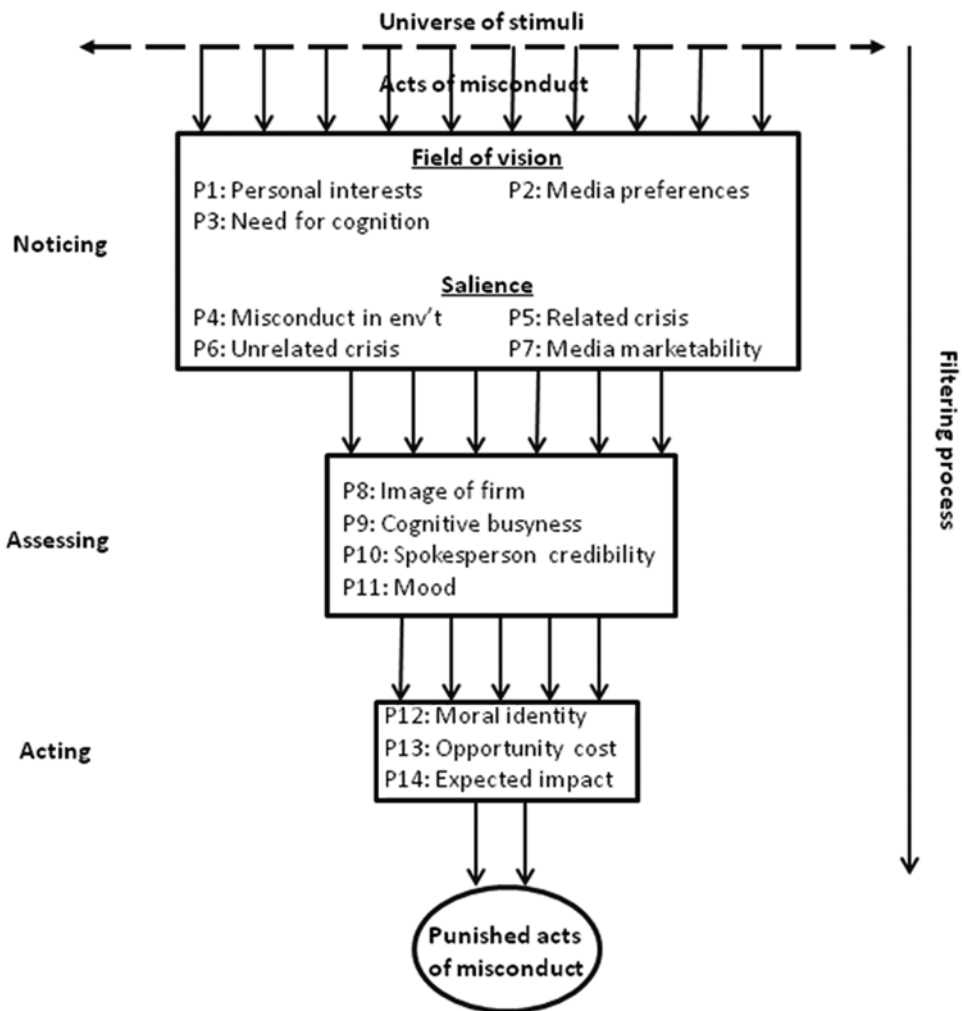 Universe of stimuli
Acts of misconduct
Field of vision
P1: Personal interests P2: Media preferences
P3: Need for cognition
Noticing
Salience
P4: Misconduct in env't P5: Related crisis
P6: Unrelated crisis P7: Media marketability
Filtering process
P8: Image of firm
P9: Cognitive busyness
Assessing
P10: Spokesperson credibility
P11: Mood
P12: Moral identity
Acting
P13: Opportunity cost
P14: Expected impact
Punished acts
of misconduct